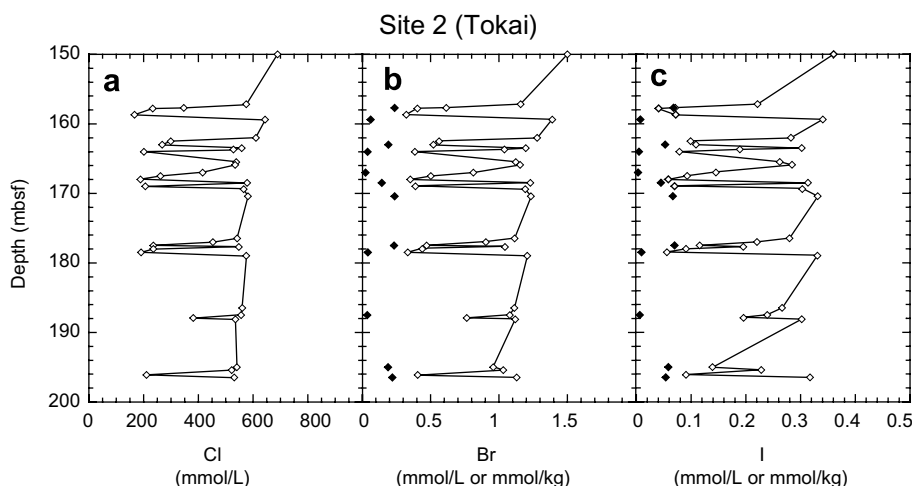 Site 2 (Tokai)
a
b
c
Depth (mbsf)
150
160
170
180
190
200
0 200 400 600 800
0 0.5 1 1.5
0 0.1 0.2 0.3 0.4 0.5
Cl
(mmol/L)
Br
(mmol/L or mmol/kg)
I
(mmol/L or mmol/kg)